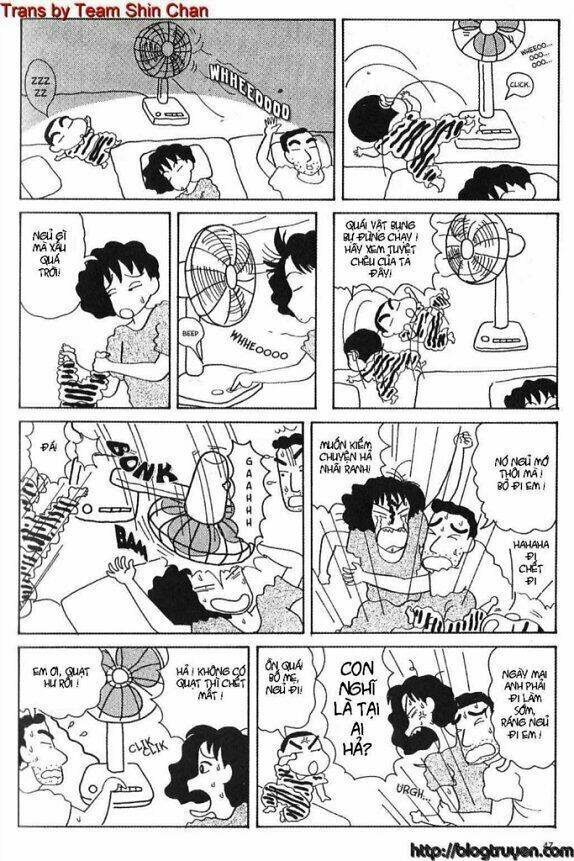 Trans by Team Shin Chan
ZZZ
ZZ
WHHEEOOOO
WHEEO...
OOO...
OOO...
CLICK.
NGỦ GÌ
MÀ XẤU
QUÁ
TRỜI!
BEEP.
WHHEOOOO
QUÁI VẬT BỤNG
BỰ ĐỪNG CHẠY!
HÃY XEM TUYỆT
CHIÊU CỦA TA
ĐÂY!
ĐÁ!
BONK
BAM
GAAHHH
MUỐN KIẾM
CHUYỆN HẢ
NHÃI RANH!
NÓ NGỦ MỚ
THÔI MÀ!
BỎ ĐI EM!
HAHAHA
ĐI
CHẾT
ĐI
EM ƠI, QUẠT
HƯ RỒI!
HẢ! KHÔNG CÓ
QUẠT THÌ CHẾT
MẤT!
CLIK
CLIK
ỒN QUÁ
BỐ MẸ,
NGỦ ĐI!
CON
NGHĨ
LÀ TẠI
AI
HẢ?
NGÀY MAI
ANH PHẢI
ĐI LÀM
SỚM,
RÁNG NGỦ
ĐI EM!
URGH...
http://blogtruyen.com